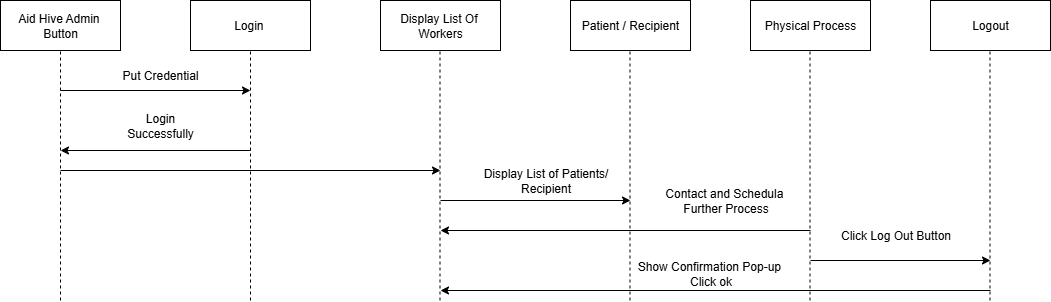 Aid Hive Admin
Button
Login
Display List Of
Workers
Patient / Recipient
Physical Process
Logout
Put Credential
Login
Successfully
Display List of Patients/
Recipient
Contact and Schedula
Further Process
Click Log Out Button
Show Confirmation Pop-up
Click ok